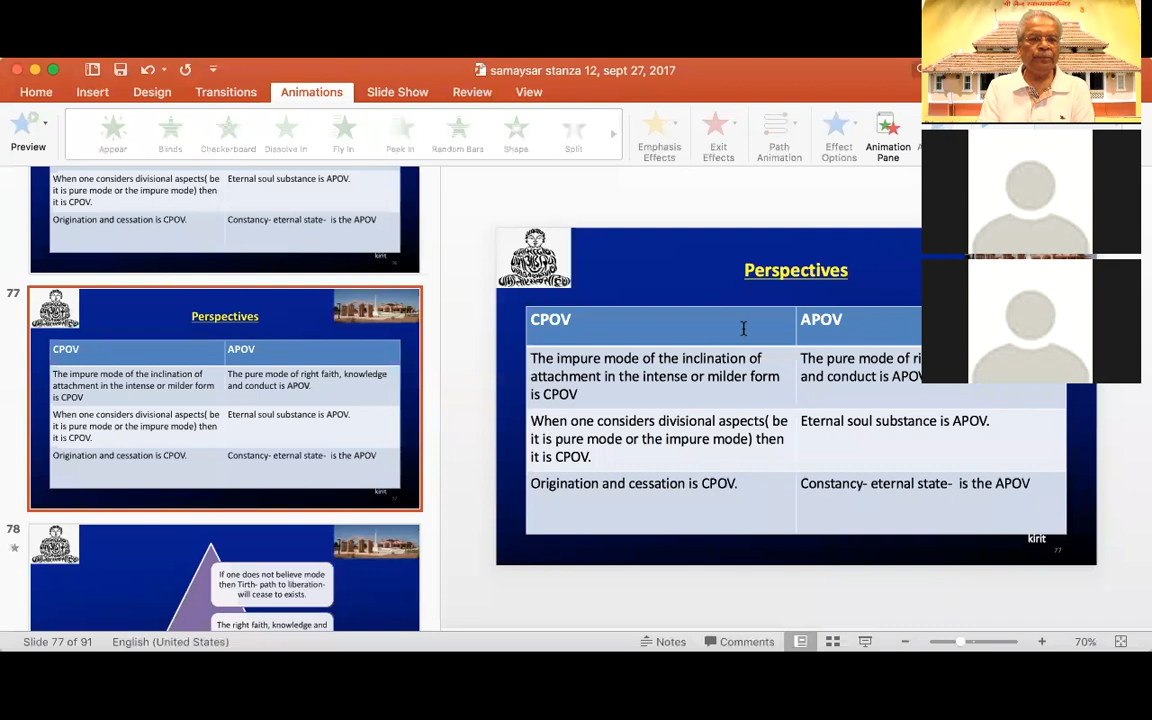 श्री जैन स्वाध्यायमन्दिर
samaysar stanza 12, sept 27, 2017
Home
Insert
Design
Transitions
Animations
Slide Show
Review
View
Preview
Appear
Blinds
Checkerboard
Dissolve In
Fly In
Peek In
Random Bars
Shape
Split
Emphasis
Effects
Exit
Effects
Path
Animation
Effect
Options
Animation
Pane
When one considers divisional aspects( be
it is pure mode or the impure mode) then
it is CPOV.
Eternal soul substance is APOV.
Origination and cessation is CPOV.
Constancy- eternal state- is the APOV
kirit
76
77
Perspectives
CPOV
APOV
The impure mode of the inclination of
attachment in the intense or milder form
is CPOV
The pure mode of right faith, knowledge
and conduct is APOV.
When one considers divisional aspects( be
it is pure mode or the impure mode) then
it is CPOV.
Eternal soul substance is APOV.
Origination and cessation is CPOV.
Constancy- eternal state- is the APOV
kirit
77
78
If one does not believe mode
then Tirth- path to liberation-
will cease to exists.
The right faith, knowledge and
Perspectives
CPOV
APOV
The impure mode of the inclination of
attachment in the intense or milder form
is CPOV
The pure mode of ri
and conduct is APOV
When one considers divisional aspects( be
it is pure mode or the impure mode) then
it is CPOV.
Eternal soul substance is APOV.
Origination and cessation is CPOV.
Constancy- eternal state- is the APOV
kirit
77
Slide 77 of 91
English (United States)
Notes
Comments
70%